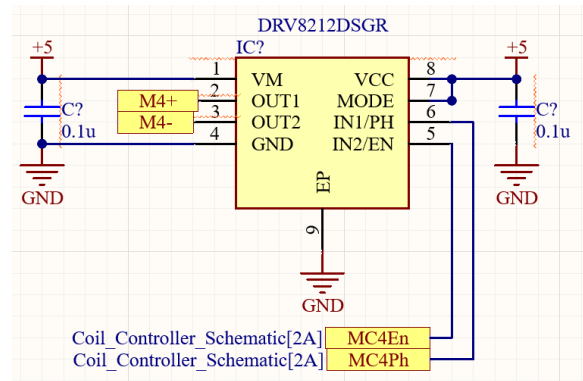 DRV8212DSGR
IC?
+5
+5
1
VM
VCC
8
M4+
2
OUT1
MODE
7
C?
0.1u
M4-
3
OUT2
IN1/PH
6
C?
0.1u
4
GND
IN2/EN
5
GND
EP
GND
9
GND
Coil_Controller_Schematic[2A]
MC4En
Coil_Controller_Schematic[2A]
MC4Ph